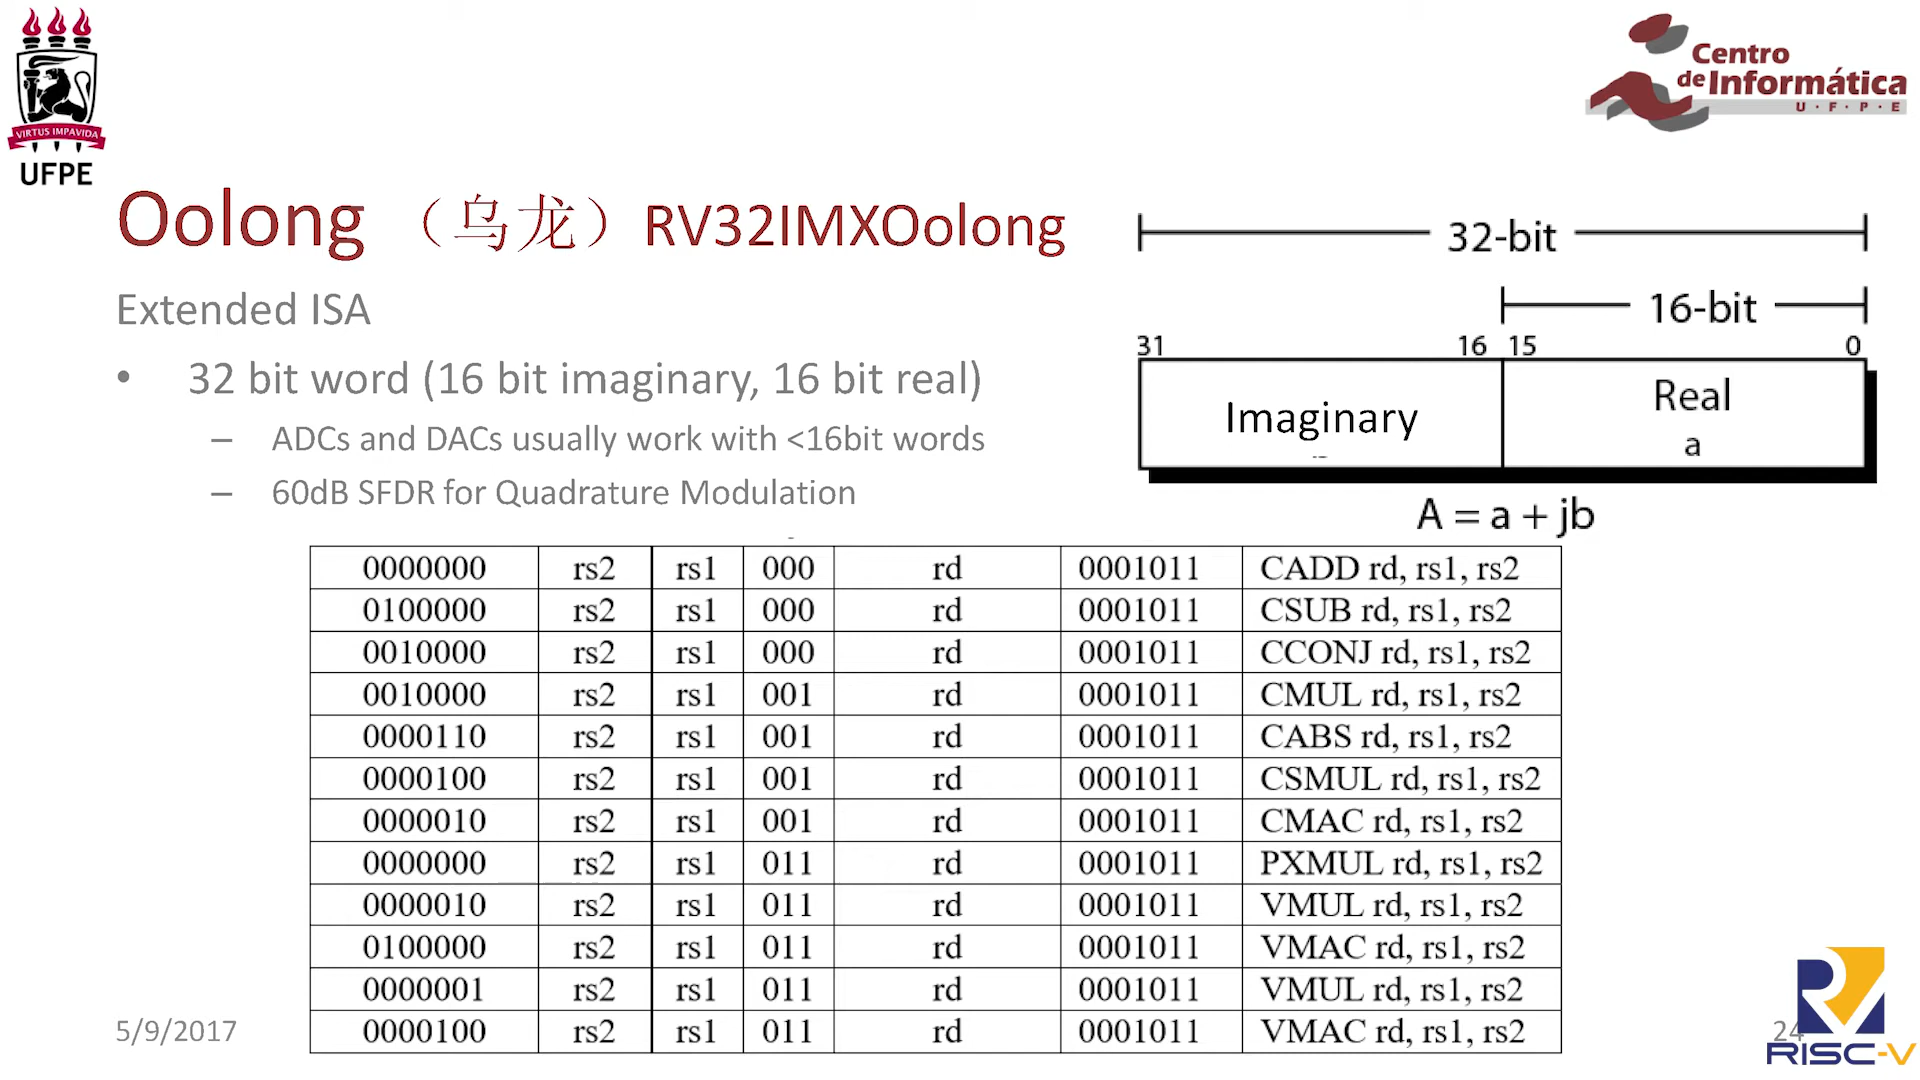 VIRTUS IMPAVIDA
UFPE
Centro
de Informática
U·F·P·E
Oolong （乌龙）RV32IMXOolong
Extended ISA
• 32 bit word (16 bit imaginary, 16 bit real)
– ADCs and DACs usually work with <16bit words
– 60dB SFDR for Quadrature Modulation
32-bit
16-bit
31 16 15 0
Imaginary Real
a
A = a + jb
0000000 rs2 rs1 000 rd 0001011 CADD rd, rs1, rs2
0100000 rs2 rs1 000 rd 0001011 CSUB rd, rs1, rs2
0010000 rs2 rs1 000 rd 0001011 CCONJ rd, rs1, rs2
0010000 rs2 rs1 001 rd 0001011 CMUL rd, rs1, rs2
0000110 rs2 rs1 001 rd 0001011 CABS rd, rs1, rs2
0000100 rs2 rs1 001 rd 0001011 CSMUL rd, rs1, rs2
0000010 rs2 rs1 001 rd 0001011 CMAC rd, rs1, rs2
0000000 rs2 rs1 011 rd 0001011 PXMUL rd, rs1, rs2
0000010 rs2 rs1 011 rd 0001011 VMUL rd, rs1, rs2
0100000 rs2 rs1 011 rd 0001011 VMAC rd, rs1, rs2
0000001 rs2 rs1 011 rd 0001011 VMUL rd, rs1, rs2
0000100 rs2 rs1 011 rd 0001011 VMAC rd, rs1, rs2
5/9/2017
24
RISC-V